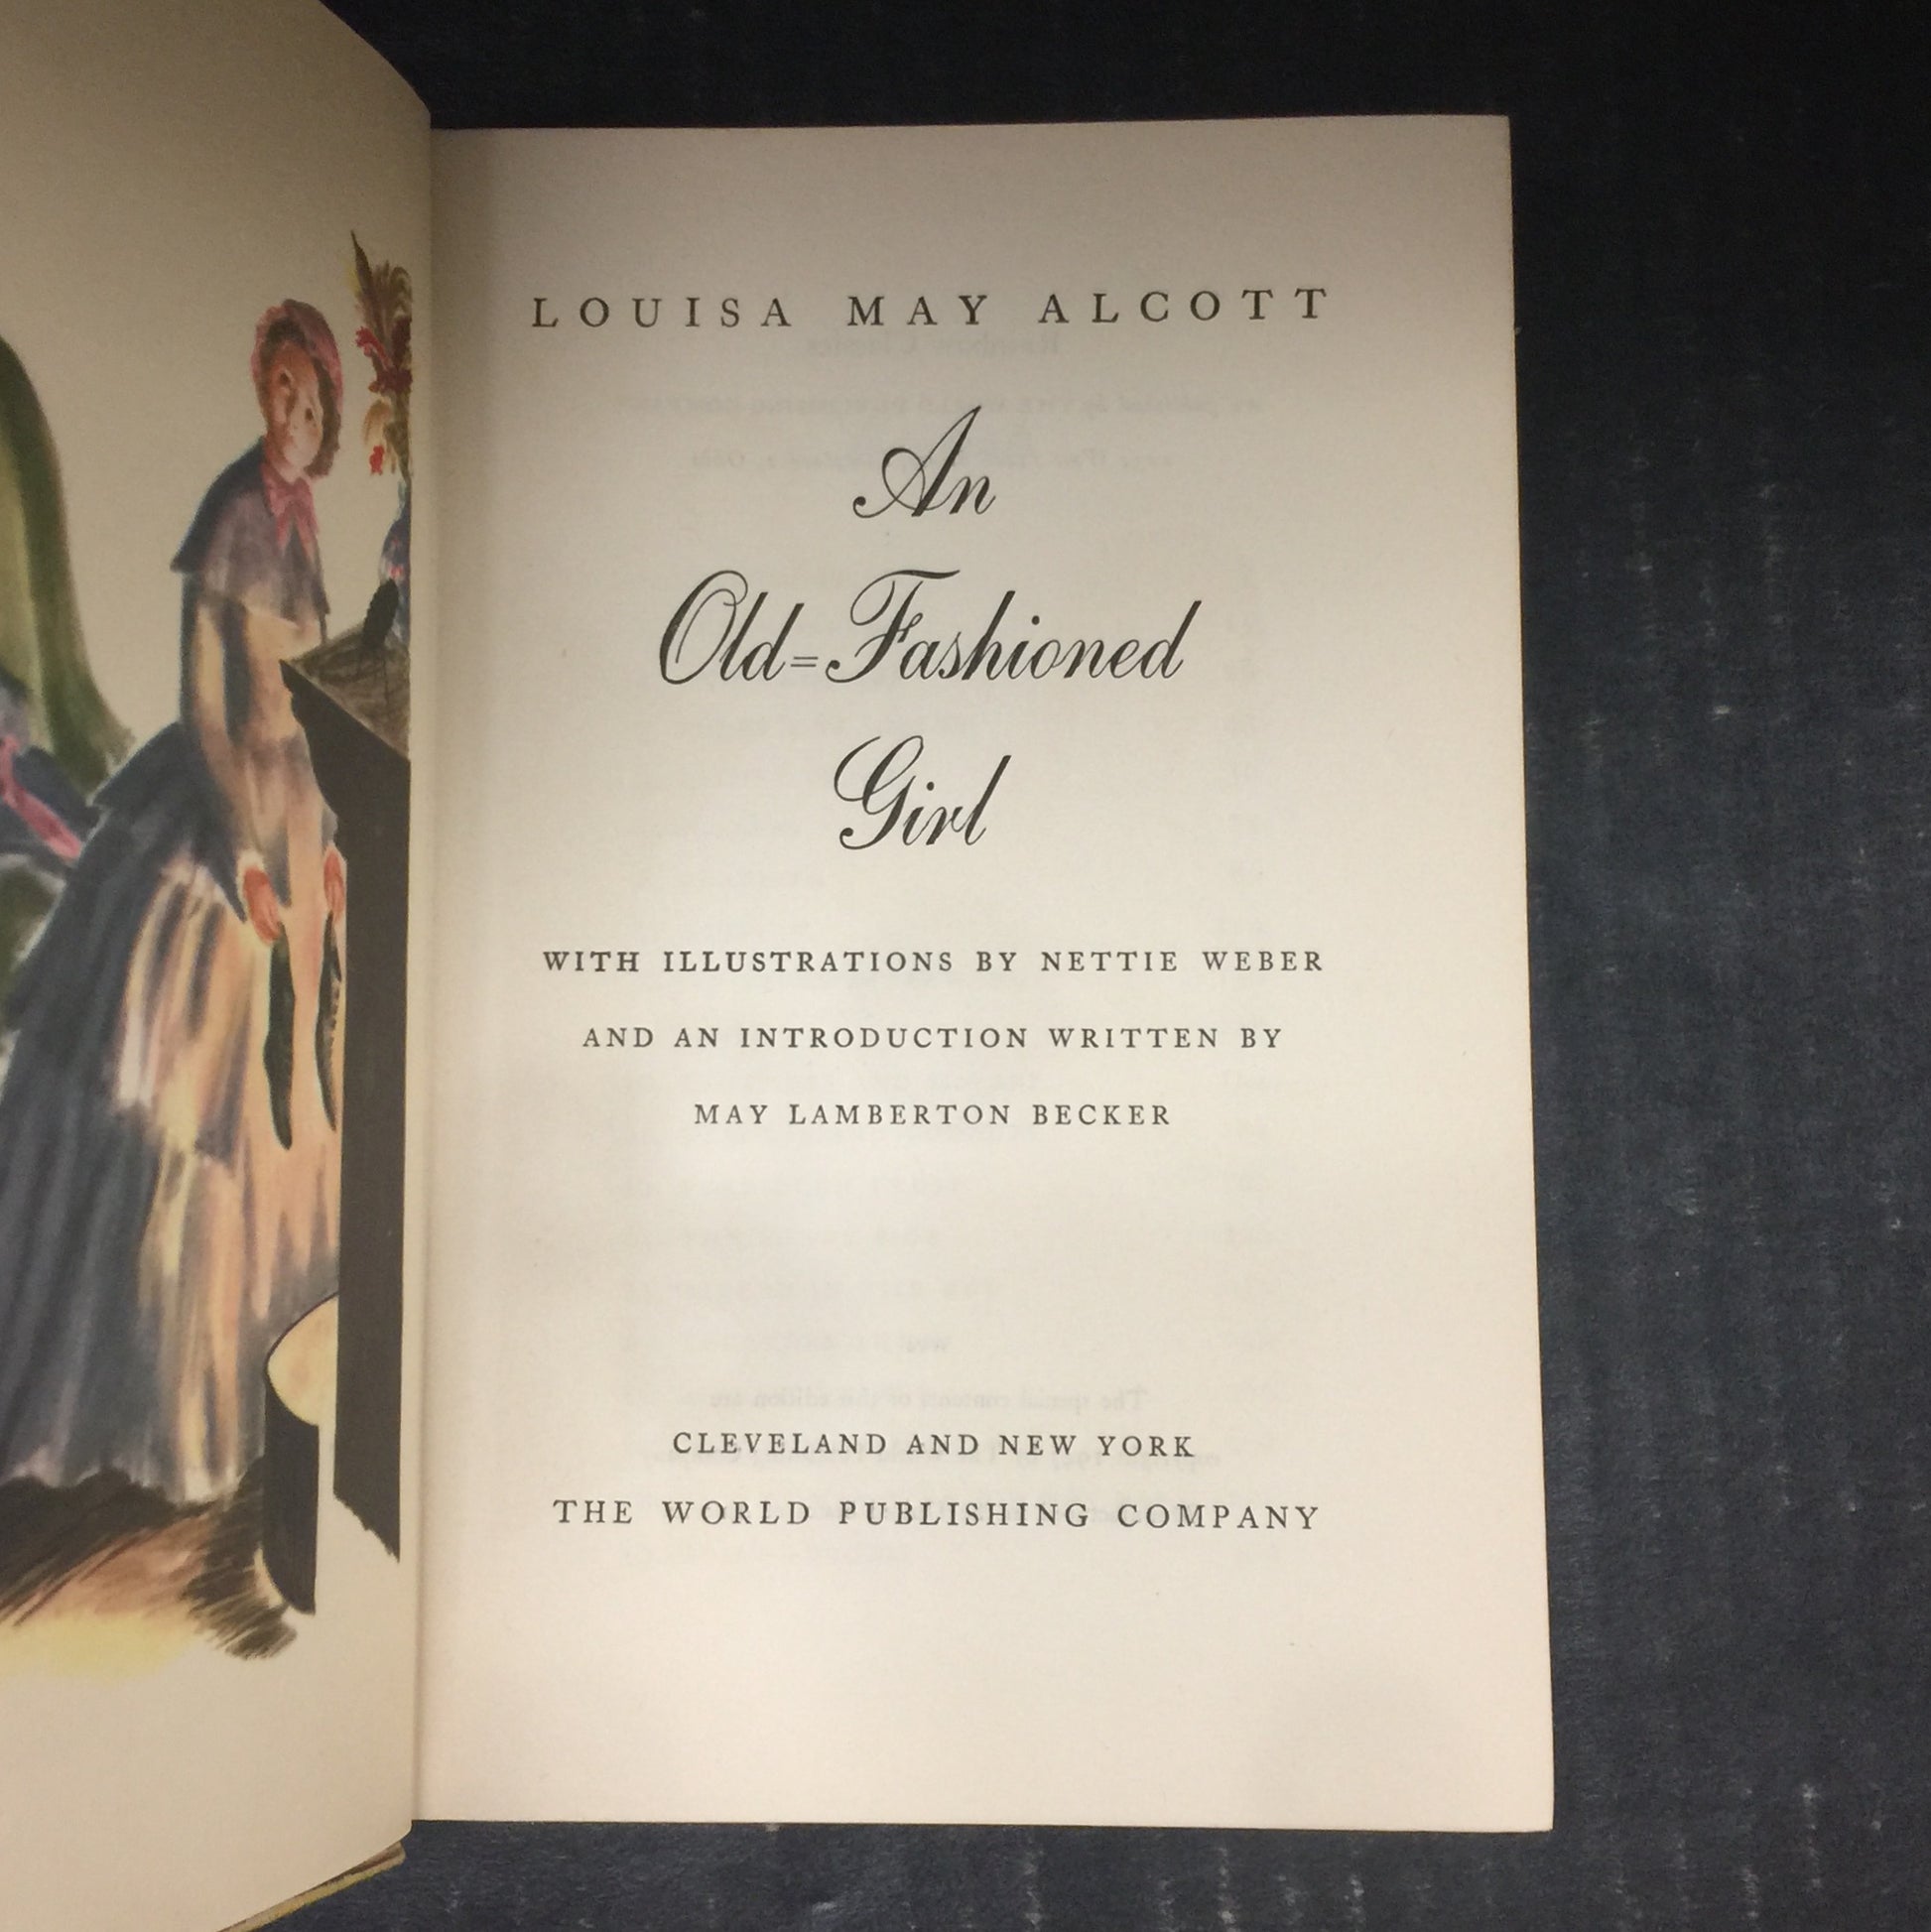 LOUISA MAY ALCOTT
An
Old=Fashioned
Girl
WITH ILLUSTRATIONS BY NETTIE WEBER
AND AN INTRODUCTION WRITTEN BY
MAY LAMBERTON BECKER
CLEVELAND AND NEW YORK
THE WORLD PUBLISHING COMPANY